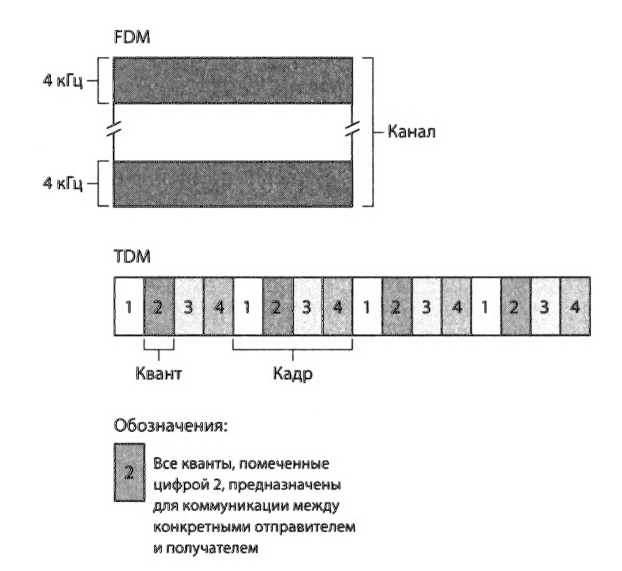 FDM
4 кГц
Канал
4 кГц
TDM
1 2 3 4 1 2 3 4 1 2 3 4 1 2 3 4
Квант Кадр
Обозначения:
2
Все кванты, помеченные
цифрой 2, предназначены
для коммуникации между
конкретными отправителем
и получателем